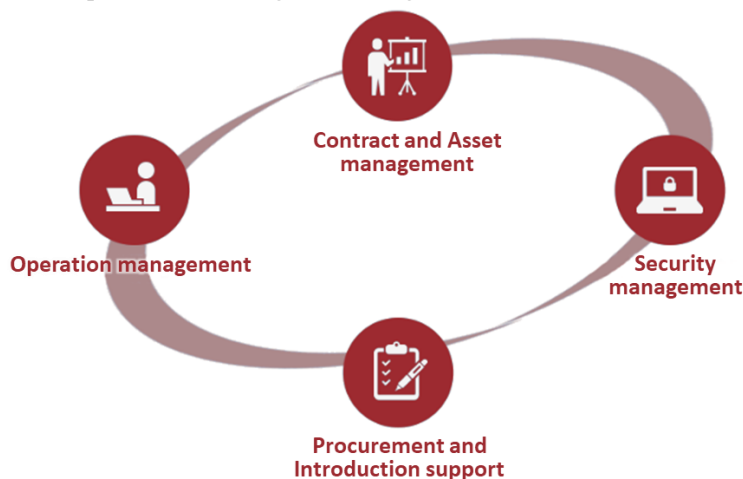 Contract and Asset
management
Operation management
Security
management
Procurement and
Introduction support